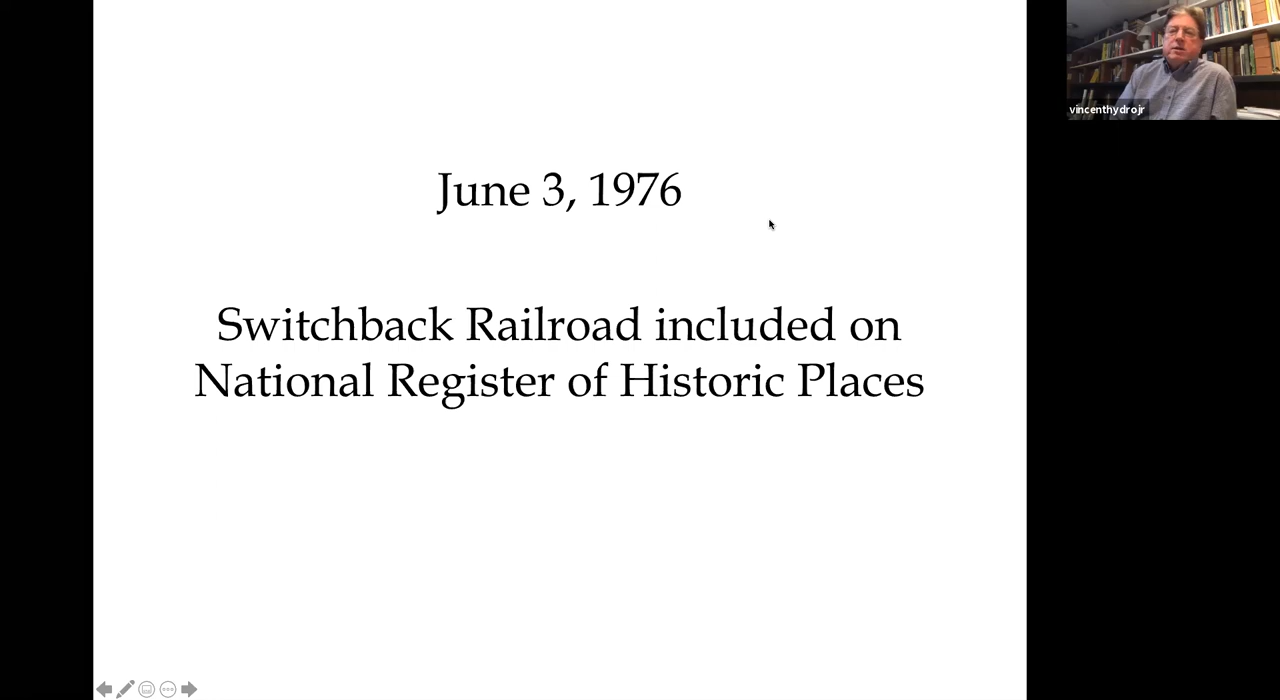 June 3, 1976
Switchback Railroad included on
National Register of Historic Places
vincenthydrojr